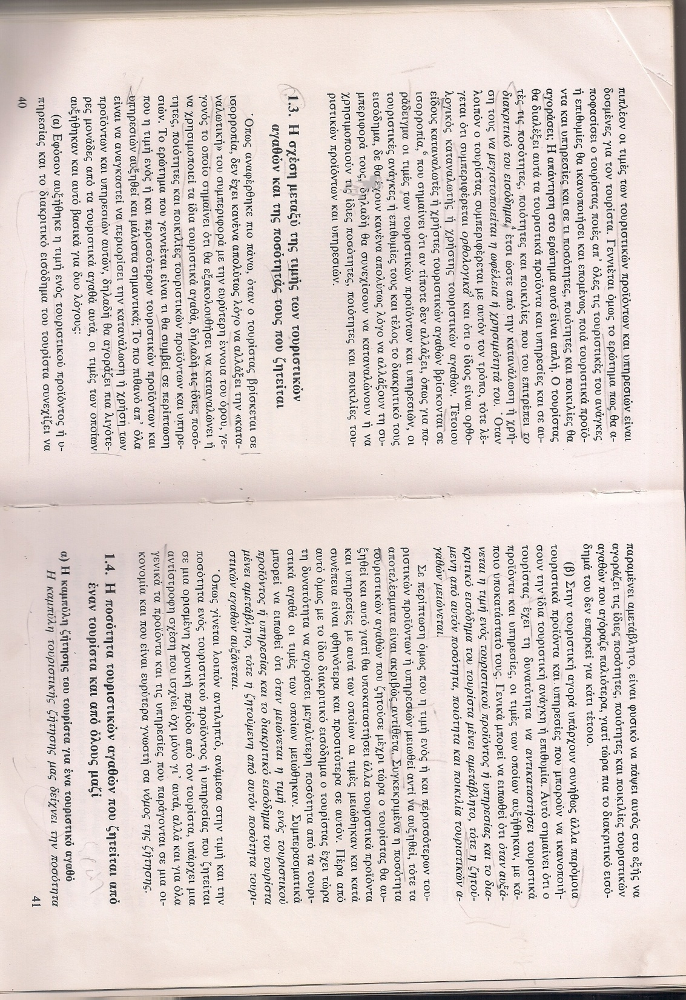 πιπλέον οι τιμές των τουριστικών προϊόντων και υπηρεσιών είναι
δοσμένες για τον τουρίστα. Γεννιέται όμως το ερώτημα πως θα α-
ποφασίσει ο τουρίστας ποιές απ' όλες τις τουριστικές του ανάγκες
ή επιθυμίες θα ικανοποιήσει και επομένως ποιά τουριστικά προϊό-
ντα και υπηρεσίες και σε τι ποσότητες, ποιότητες και ποικιλίες θα
αγοράσει; Η απάντηση στο ερώτημα αυτό είναι απλή. Ο τουρίστας
θα διαλέξει αυτά τα τουριστικά προϊόντα και υπηρεσίες και σε αυ-
τές τις ποσότητες, ποιότητες και ποικιλίες που του επιτρέπει το
διακριτικό του εισόδημα,⁴ έτσι ώστε από την κατανάλωση ή χρή-
ση τους να μεγιστοποιείται η ωφέλεια ή χρησιμότητά του. Όταν
λοιπόν ο τουρίστας συμπεριφέρεται με αυτόν τον τρόπο, τότε λέ-
γεται ότι συμπεριφέρεται ορθολογικά⁵ και ότι ο ίδιος είναι ορθο-
λογικός καταναλωτής ή χρήστης τουριστικών αγαθών. Τέτοιου
είδους καταναλωτές ή χρήστες τουριστικών αγαθών βρίσκονται σε
ισορροπία,⁶ που σημαίνει ότι αν τίποτε δεν αλλάξει, όπως για πα-
ράδειγμα οι τιμές των τουριστικών προϊόντων και υπηρεσιών, οι
τουριστικές ανάγκες ή επιθυμίες τους και τέλος το διακριτικό τους
εισόδημα, δε θα έχουν κανένα απολύτως λόγο να αλλάξουν τη συ-
μπεριφορά τους, δηλαδή θα συνεχίσουν να καταναλώνουν ή να
χρησιμοποιούν τις ίδιες ποσότητες, ποιότητες και ποικιλίες του-
ριστικών προϊόντων και υπηρεσιών.
1.3. Η σχέση μεταξύ της τιμής των τουριστικών
αγαθών και της ποσότητάς τους που ζητείται
Όπως αναφέρθηκε πιο πάνω, όταν ο τουρίστας βρίσκεται σε
ισορροπία, δεν έχει κανένα απολύτως λόγο να αλλάξει την «κατα-
ναλωτική» του συμπεριφορά με την ευρύτερη έννοια του όρου, γε-
γονός το οποίο σημαίνει ότι θα εξακολουθήσει να καταναλώνει ή
να χρησιμοποιεί τα ίδια τουριστικά αγαθά, δηλαδή τις ίδιες ποσό-
τητες, ποιότητες και ποικιλίες τουριστικών προϊόντων και υπηρε-
σιών. Το ερώτημα που γεννιέται είναι τι θα συμβεί σε περίπτωση
που η τιμή ενός ή και περισσότερων τουριστικών προϊόντων και
υπηρεσιών αυξηθεί και μάλιστα σημαντικά; Το πιο πιθανό απ' όλα
είναι να αναγκαστεί να περιορίσει την κατανάλωση ή χρήση των
προϊόντων και υπηρεσιών αυτών, δηλαδή θα αγοράζει πια λιγότε-
ρες μονάδες από τα τουριστικά αγαθά αυτά, οι τιμές των οποίων
αυξήθηκαν και αυτό βασικά για δυο λόγους:
(α) Εφόσον αυξήθηκε η τιμή ενός τουριστικού προϊόντος ή υ-
πηρεσίας και το διακριτικό εισόδημα του τουρίστα συνεχίζει να
40
παραμένει αμετάβλητο, είναι φυσικό να πάψει αυτός στο εξής να
αγοράζει τις ίδιες ποσότητες, ποιότητες και ποικιλίες τουριστικών
αγαθών που αγόραζε παλιότερα, γιατί τώρα πια το διακριτικό εισό-
δημά του δεν επαρκεί για κάτι τέτοιο.
(β) Στην τουριστική αγορά υπάρχουν συνήθως άλλα παρόμοια
τουριστικά προϊόντα και υπηρεσίες που μπορούν να ικανοποιή-
σουν την ίδια τουριστική ανάγκη ή επιθυμία. Αυτό σημαίνει ότι ο
τουρίστας έχει τη δυνατότητα να αντικαταστήσει τουριστικά
προϊόντα και υπηρεσίες, οι τιμές των οποίων αυξήθηκαν, με κά-
ποιο υποκατάστατό τους. Γενικά μπορεί να ειπωθεί ότι όταν αυξά-
νεται η τιμή ενός τουριστικού προϊόντος ή υπηρεσίας και το δια-
κριτικό εισόδημα του τουρίστα μένει αμετάβλητο, τότε η ζητού-
μενη από αυτόν ποσότητα, ποιότητα και ποικιλία τουριστικών α-
γαθών μειώνεται.
Σε περίπτωση όμως που η τιμή ενός ή και περισσότερων του-
ριστικών προϊόντων ή υπηρεσιών μειωθεί αντί να αυξηθεί, τότε τα
αποτελέσματα είναι ακριβώς αντίθετα. Συγκεκριμένα η ποσότητα
τουριστικών αγαθών που ζητούσε μέχρι τώρα ο τουρίστας θα αυ-
ξηθεί και αυτό γιατί θα υποκαταστήσει άλλα τουριστικά προϊόντα
και υπηρεσίες με αυτά των οποίων οι τιμές μειώθηκαν και κατά
συνέπεια είναι φθηνότερα και προσιτότερα σε αυτόν. Πέρα από
αυτό όμως με το ίδιο διακριτικό εισόδημα ο τουρίστας έχει τώρα
τη δυνατότητα να αγοράσει μεγαλύτερη ποσότητα από τα τουρι-
στικά αγαθά οι τιμές των οποίων μειώθηκαν. Συμπερασματικά
μπορεί να ειπωθεί ότι όταν μειώνεται η τιμή ενός τουριστικού
προϊόντος ή υπηρεσίας και το διακριτικό εισόδημα του τουρίστα
μένει αμετάβλητο, τότε η ζητούμενη από αυτόν ποσότητα τουρι-
στικών αγαθών αυξάνεται.
Όπως γίνεται λοιπόν αντιληπτό, ανάμεσα στην τιμή και την
ποσότητα ενός τουριστικού προϊόντος ή υπηρεσίας που ζητείται
σε μια ορισμένη χρονική περίοδο από τον τουρίστα, υπάρχει μια
αντίστροφη σχέση που ισχύει όχι μόνο γι' αυτά, αλλά και για όλα
γενικά τα προϊόντα και τις υπηρεσίες που παράγονται σε μια οι-
κονομία και που είναι ευρύτερα γνωστή σα νόμος της ζήτησης.
1.4. Η ποσότητα τουριστικών αγαθών που ζητείται από
έναν τουρίστα και από όλους μαζί
α) Η καμπύλη ζήτησης του τουρίστα για ένα τουριστικό αγαθό
Η καμπύλη τουριστικής ζήτησης μας δείχνει την ποσότητα
41